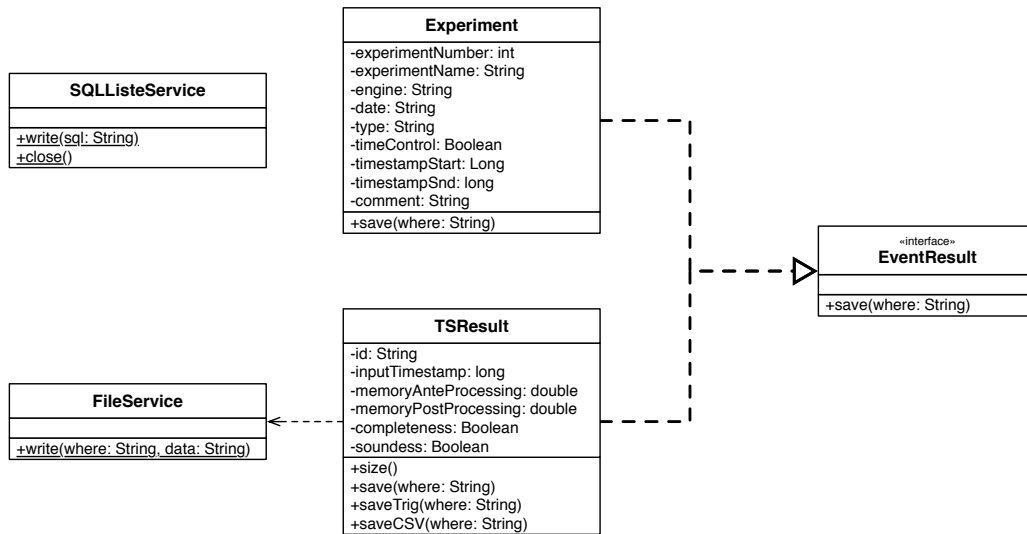 SQLListeService
+write(sql: String)
+close()
Experiment
-experimentNumber: int
-experimentName: String
-engine: String
-date: String
-type: String
-timeControl: Boolean
-timestampStart: Long
-timestampSnd: long
-comment: String
+save(where: String)
«interface»
EventResult
+save(where: String)
FileService
+write(where: String, data: String)
TSResult
-id: String
-inputTimestamp: long
-memoryAnteProcessing: double
-memoryPostProcessing: double
-completeness: Boolean
-soundess: Boolean
+size()
+save(where: String)
+saveTrig(where: String)
+saveCSV(where: String)